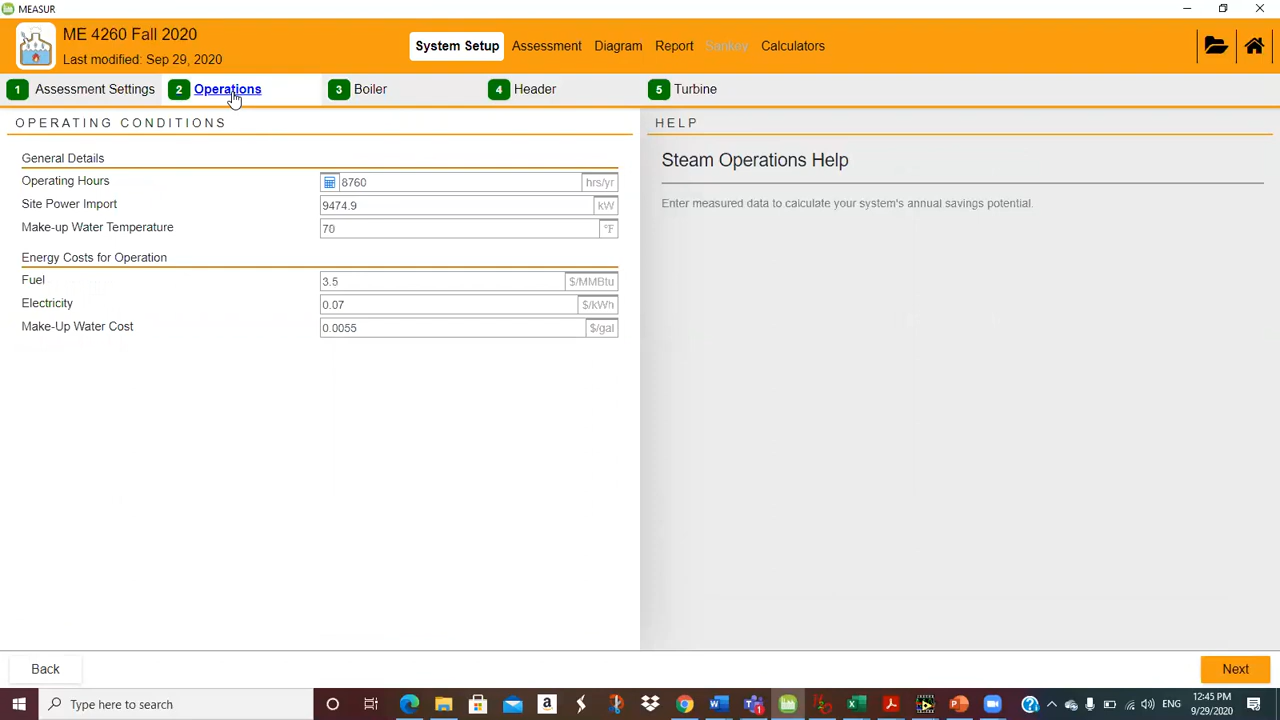 MEASUR
ME 4260 Fall 2020
Last modified: Sep 29, 2020
System Setup Assessment Diagram Report Sankey Calculators
1 Assessment Settings 2 Operations 3 Boiler 4 Header 5 Turbine
OPERATING CONDITIONS
General Details
Operating Hours 8760 hrs/yr
Site Power Import 9474.9 kW
Make-up Water Temperature 70 °F
Energy Costs for Operation
Fuel 3.5 $/MMBtu
Electricity 0.07 $/kWh
Make-Up Water Cost 0.0055 $/gal
HELP
Steam Operations Help
Enter measured data to calculate your system's annual savings potential.
Back Next
Type here to search
ENG
12:45 PM
9/29/2020